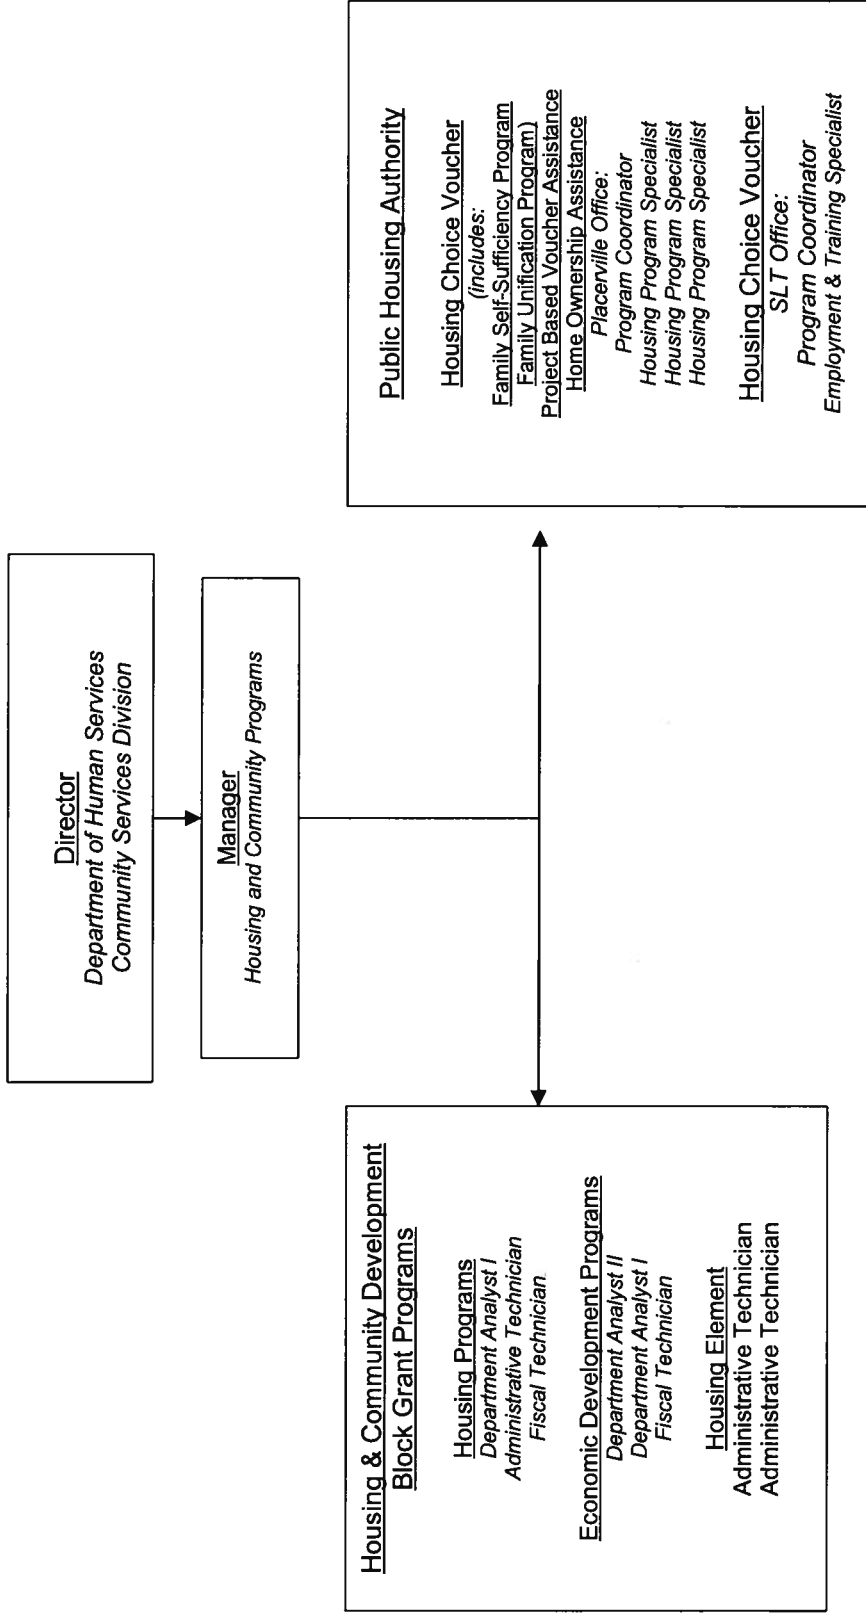 Director
Department of Human Services
Community Services Division
Manager
Housing and Community Programs
Housing & Community Development
Block Grant Programs
Housing Programs
Department Analyst I
Administrative Technician
Fiscal Technician
Economic Development Programs
Department Analyst II
Department Analyst I
Fiscal Technician
Housing Element
Administrative Technician
Administrative Technician
Public Housing Authority
Housing Choice Voucher
(includes:
Family Self-Sufficiency Program
Family Unification Program)
Project Based Voucher Assistance
Home Ownership Assistance
Placerville Office:
Program Coordinator
Housing Program Specialist
Housing Program Specialist
Housing Program Specialist
Housing Choice Voucher
SLT Office:
Program Coordinator
Employment & Training Specialist